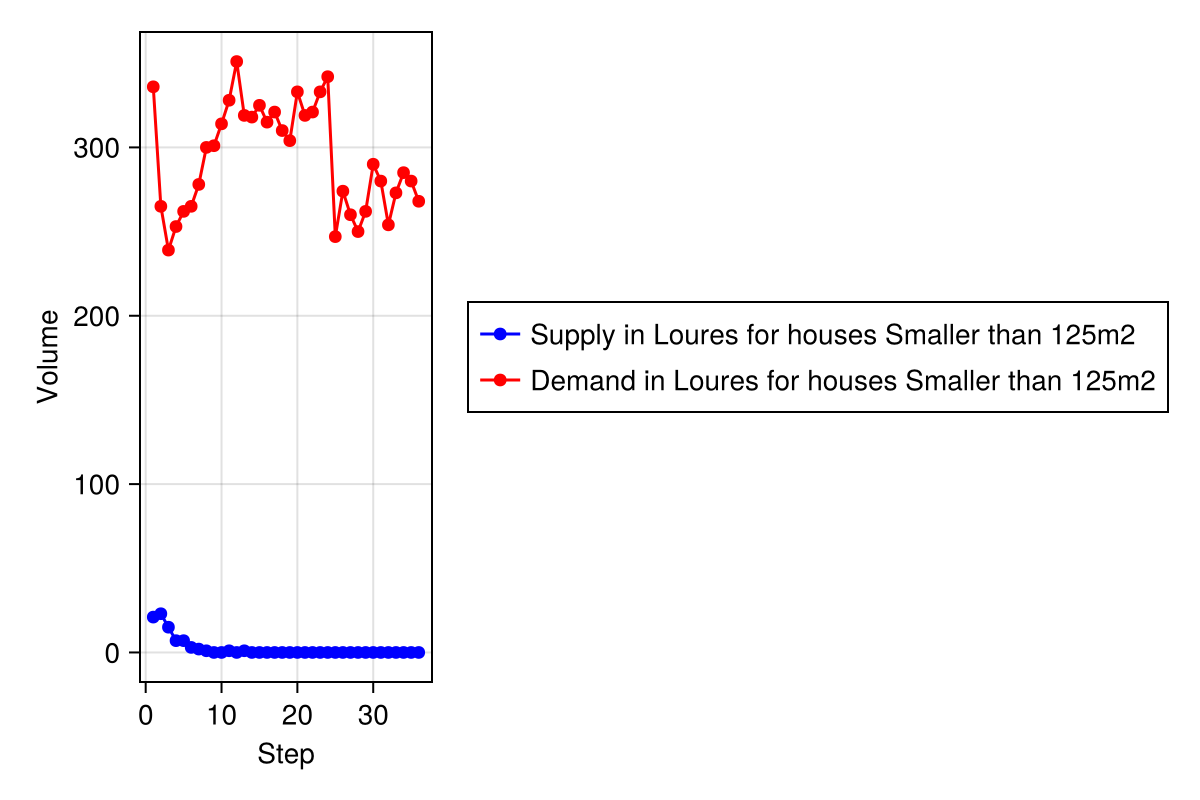 Volume
300
200
100
0
0 10 20 30
Step
Supply in Loures for houses Smaller than 125m2
Demand in Loures for houses Smaller than 125m2